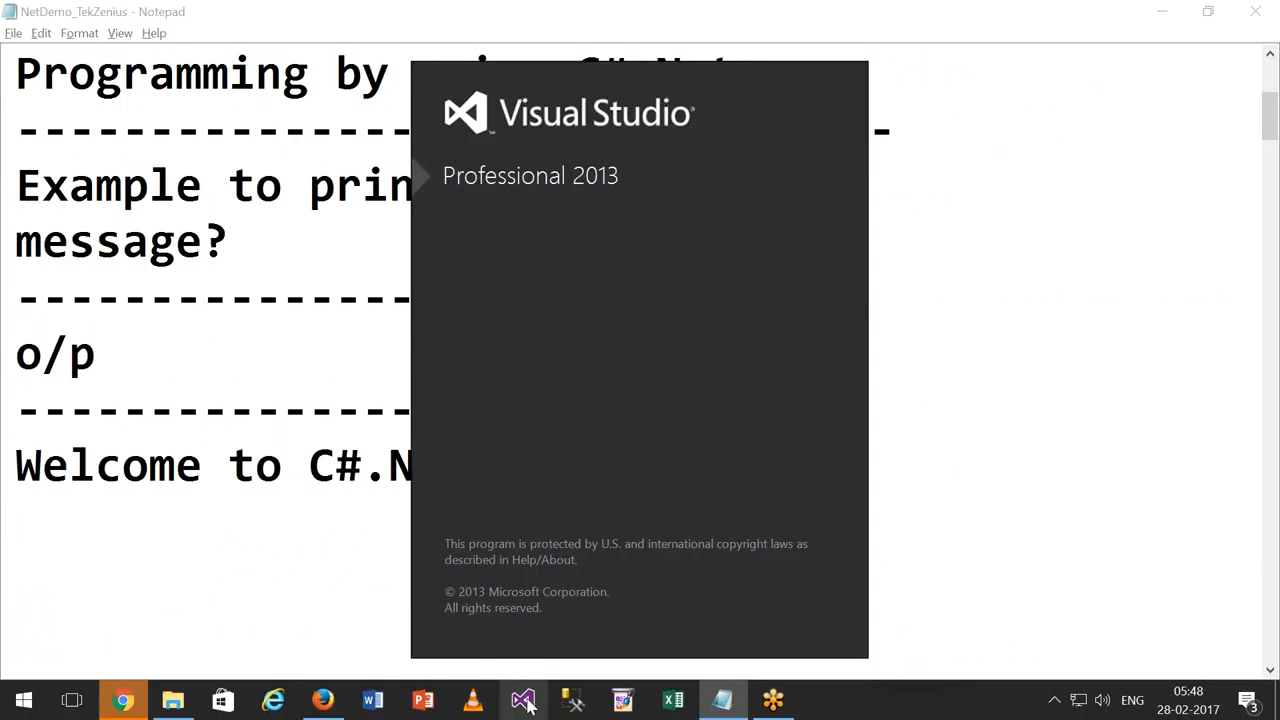 NetDemo_TekZenius - Notepad
File Edit Format View Help
Programming by
--------------- -
Example to prin
message?
---------------
o/p
---------------
Welcome to C#.N
Visual Studio
Professional 2013
This program is protected by U.S. and international copyright laws as
described in Help/About.
© 2013 Microsoft Corporation.
All rights reserved.
ENG
05:48
28-02-2017
3